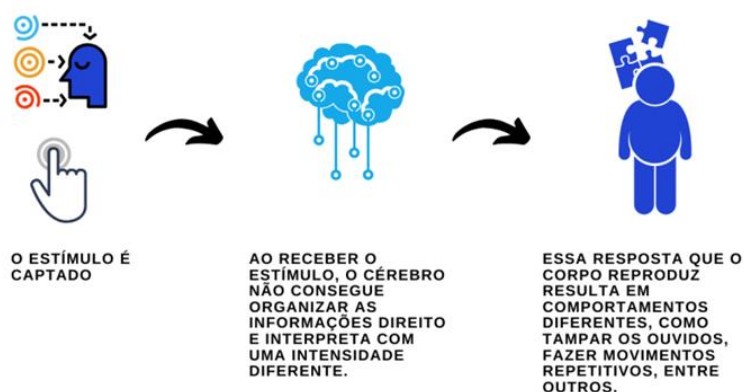 O ESTÍMULO É
CAPTADO
AO RECEBER O
ESTÍMULO, O CÉREBRO
NÃO CONSEGUE
ORGANIZAR AS
INFORMAÇÕES DIREITO
E INTERPRETA COM
UMA INTENSIDADE
DIFERENTE.
ESSA RESPOSTA QUE O
CORPO REPRODUZ
RESULTA EM
COMPORTAMENTOS
DIFERENTES, COMO
TAMPAR OS OUVIDOS,
FAZER MOVIMENTOS
REPETITIVOS, ENTRE
OUTROS.